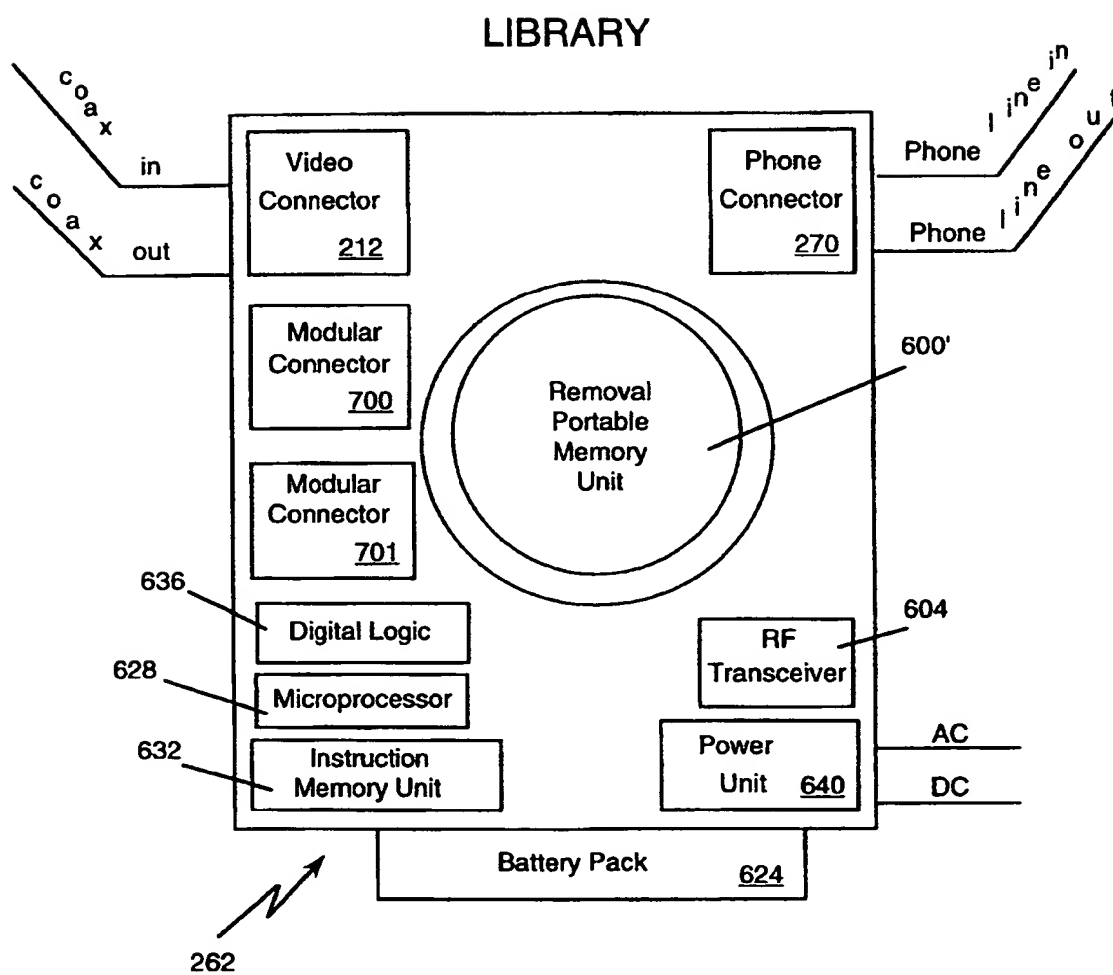 LIBRARY
coax
in
coax
out
Video
Connector
212
Phone
Connector
270
Phone line in
Phone line out
Modular
Connector
700
600'
Removal
Portable
Memory
Unit
Modular
Connector
701
636
Digital Logic
604
RF
Transceiver
628
Microprocessor
632
Instruction
Memory Unit
Power
Unit
640
AC
DC
Battery Pack
624
262